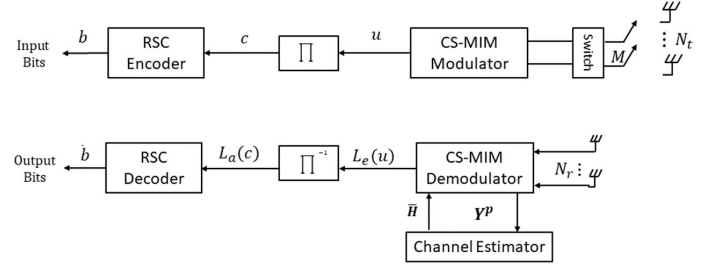 Input
Bits
b
RSC
Encoder
c
∏
u
CS-MIM
Modulator
Switch
M
⋮ N_t
Output
Bits
ḃ
RSC
Decoder
L_a(c)
∏⁻¹
L_e(u)
CS-MIM
Demodulator
N_r ⋮
H̅
Y^p
Channel Estimator